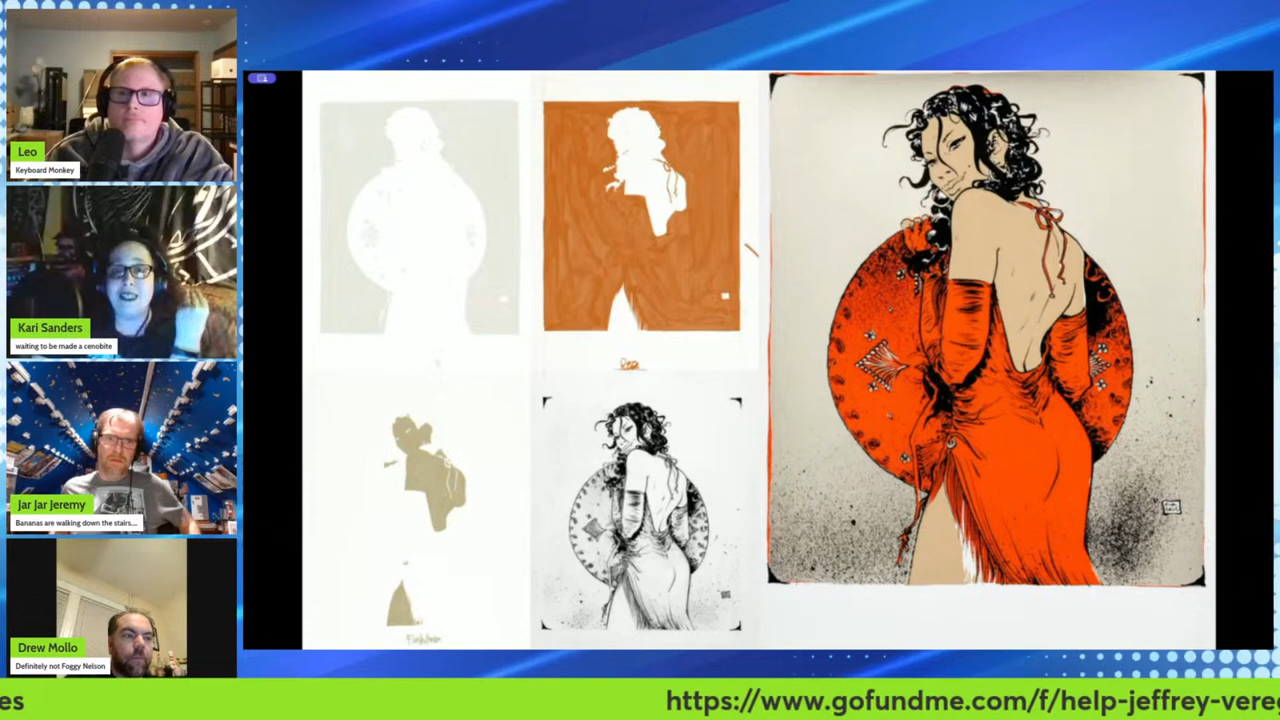 Leo
Keyboard Monkey
Kari Sanders
waiting to be made a cenobite
Jar Jar Jeremy
Bananas are walking down the stairs....
Drew Mollo
Definitely not Foggy Nelson
es
https://www.gofundme.com/f/help-jeffrey-vereg